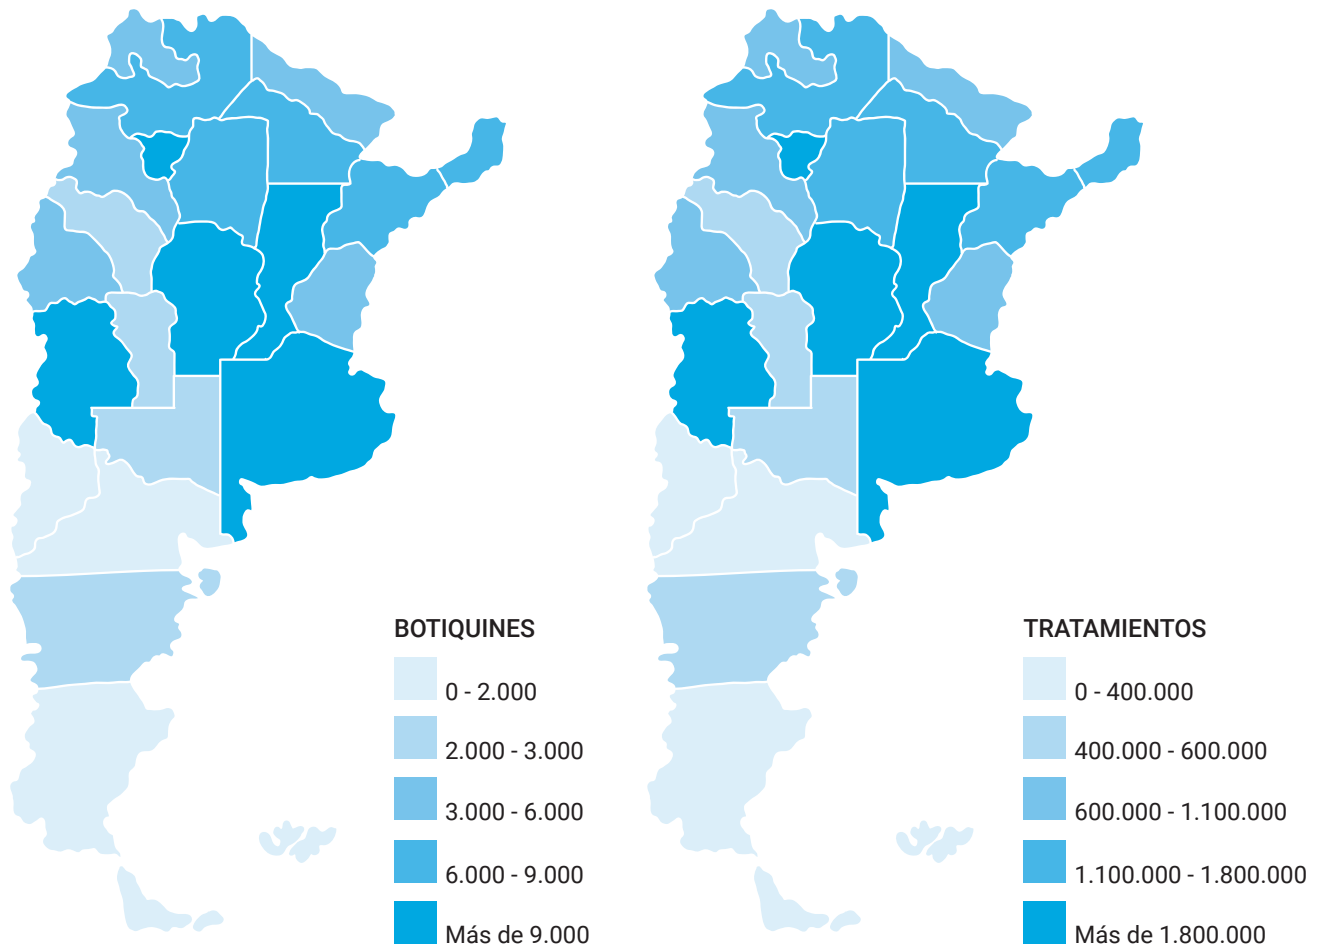 BOTIQUINES
0 - 2.000
2.000 - 3.000
3.000 - 6.000
6.000 - 9.000
Más de 9.000
TRATAMIENTOS
0 - 400.000
400.000 - 600.000
600.000 - 1.100.000
1.100.000 - 1.800.000
Más de 1.800.000